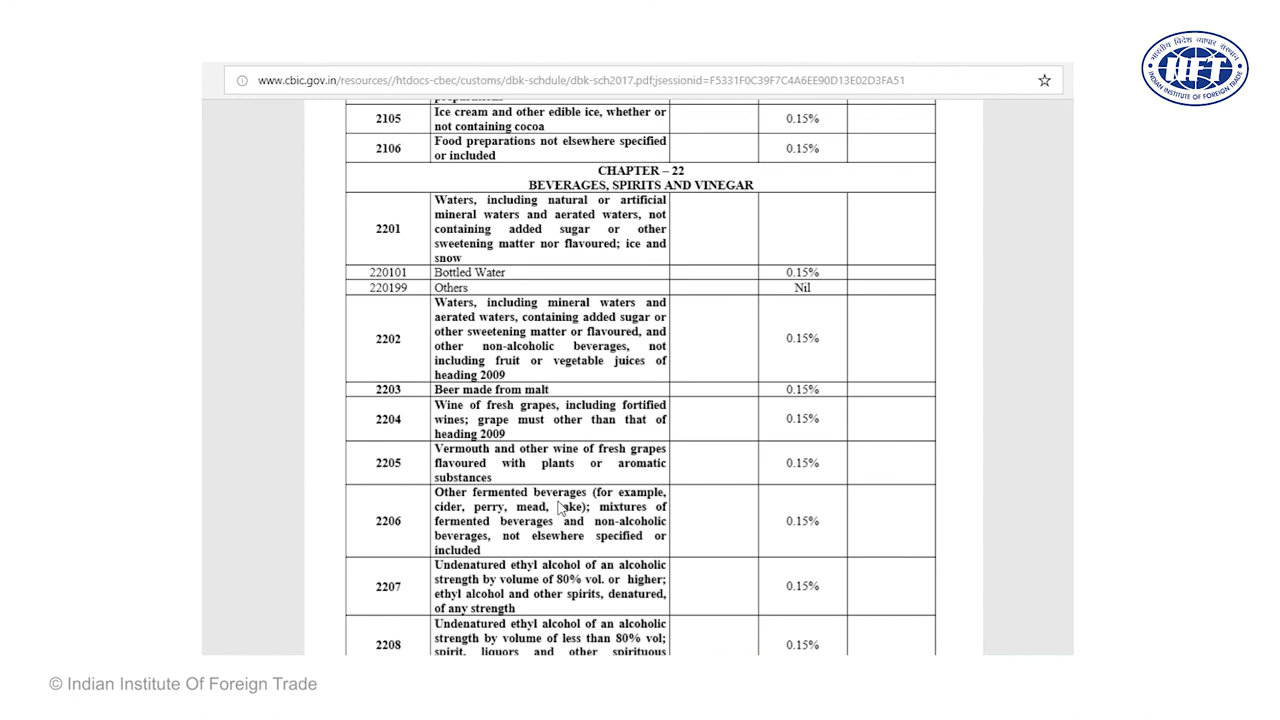 www.cbic.gov.in/resources//htdocs-cbec/customs/dbk-schdule/dbk-sch2017.pdf;jsessionid=F5331F0C39F7C4A6EE90D13E02D3FA51
भारतीय विदेश व्यापार संस्थान
IIFT
INDIAN INSTITUTE OF FOREIGN TRADE
preparations
2105 Ice cream and other edible ice, whether or 0.15%
not containing cocoa
2106 Food preparations not elsewhere specified 0.15%
or included
CHAPTER – 22
BEVERAGES, SPIRITS AND VINEGAR
2201 Waters, including natural or artificial
mineral waters and aerated waters, not
containing added sugar or other
sweetening matter nor flavoured; ice and
snow
220101 Bottled Water 0.15%
220199 Others Nil
2202 Waters, including mineral waters and 0.15%
aerated waters, containing added sugar or
other sweetening matter or flavoured, and
other non-alcoholic beverages, not
including fruit or vegetable juices of
heading 2009
2203 Beer made from malt 0.15%
2204 Wine of fresh grapes, including fortified 0.15%
wines; grape must other than that of
heading 2009
2205 Vermouth and other wine of fresh grapes 0.15%
flavoured with plants or aromatic
substances
2206 Other fermented beverages (for example, 0.15%
cider, perry, mead, sake); mixtures of
fermented beverages and non-alcoholic
beverages, not elsewhere specified or
included
2207 Undenatured ethyl alcohol of an alcoholic 0.15%
strength by volume of 80% vol. or higher;
ethyl alcohol and other spirits, denatured,
of any strength
2208 Undenatured ethyl alcohol of an alcoholic 0.15%
strength by volume of less than 80% vol;
spirit, liquors and other spirituous
© Indian Institute Of Foreign Trade